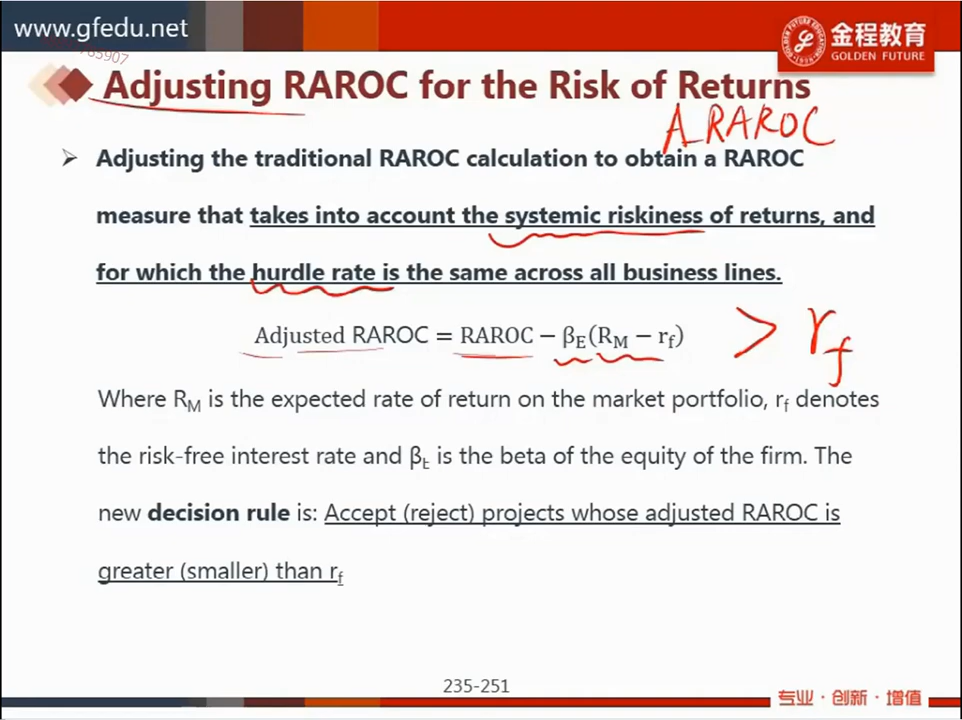 www.gfedu.net
金程教育
GOLDEN FUTURE
Adjusting RAROC for the Risk of Returns
ARAROC
➢ Adjusting the traditional RAROC calculation to obtain a RAROC
measure that takes into account the systemic riskiness of returns, and
for which the hurdle rate is the same across all business lines.
Adjusted RAROC = RAROC − βE(RM − rf) > rf
Where RM is the expected rate of return on the market portfolio, rf denotes
the risk-free interest rate and βE is the beta of the equity of the firm. The
new decision rule is: Accept (reject) projects whose adjusted RAROC is
greater (smaller) than rf
235-251
专业·创新·增值